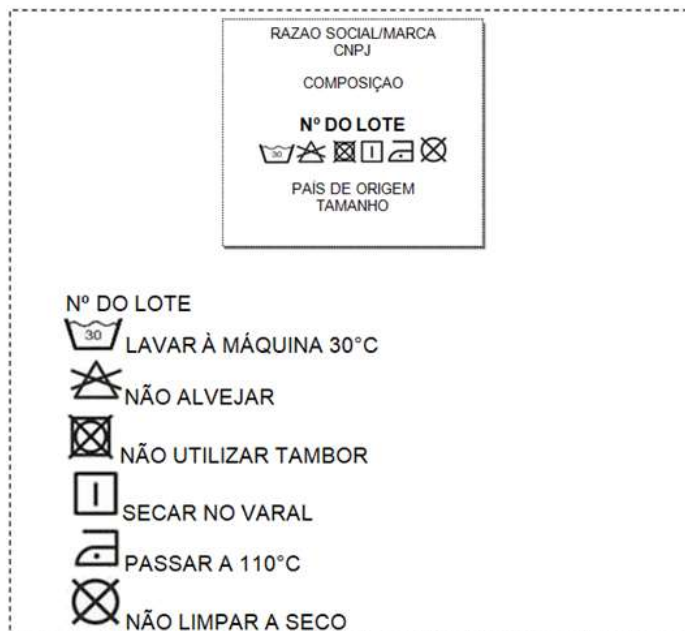 RAZAO SOCIAL/MARCA
CNPJ
COMPOSIÇAO
Nº DO LOTE
30
PAÍS DE ORIGEM
TAMANHO
Nº DO LOTE
30 LAVAR À MÁQUINA 30°C
NÃO ALVEJAR
NÃO UTILIZAR TAMBOR
SECAR NO VARAL
PASSAR A 110°C
NÃO LIMPAR A SECO